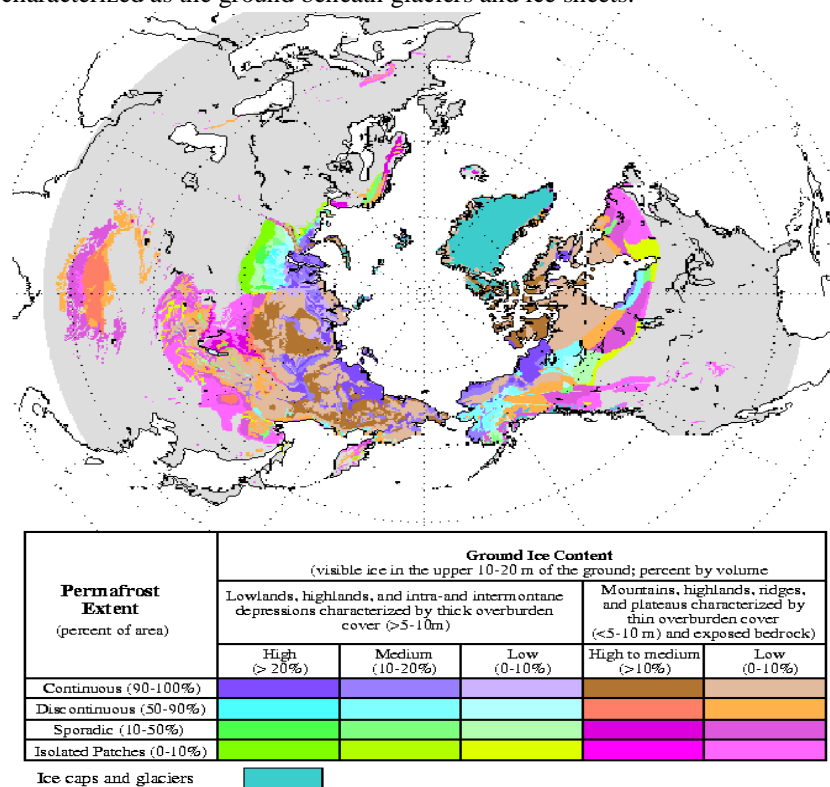 characterized as the ground beneath glaciers and ice sheets.
Ground Ice Content
(visible ice in the upper 10-20 m of the ground; percent by volume
Permafrost
Extent
(percent of area)
Lowlands, highlands, and intra-and intermontane
depressions characterized by thick overburden
cover (>5-10m)
Mountains, highlands, ridges,
and plateaus characterized by
thin overburden cover
(<5-10 m) and exposed bedrock)
High
(> 20%)
Medium
(10-20%)
Low
(0-10%)
High to medium
(>10%)
Low
(0-10%)
Continuous (90-100%)
Discontinuous (50-90%)
Sporadic (10-50%)
Isolated Patches (0-10%)
Ice caps and glaciers